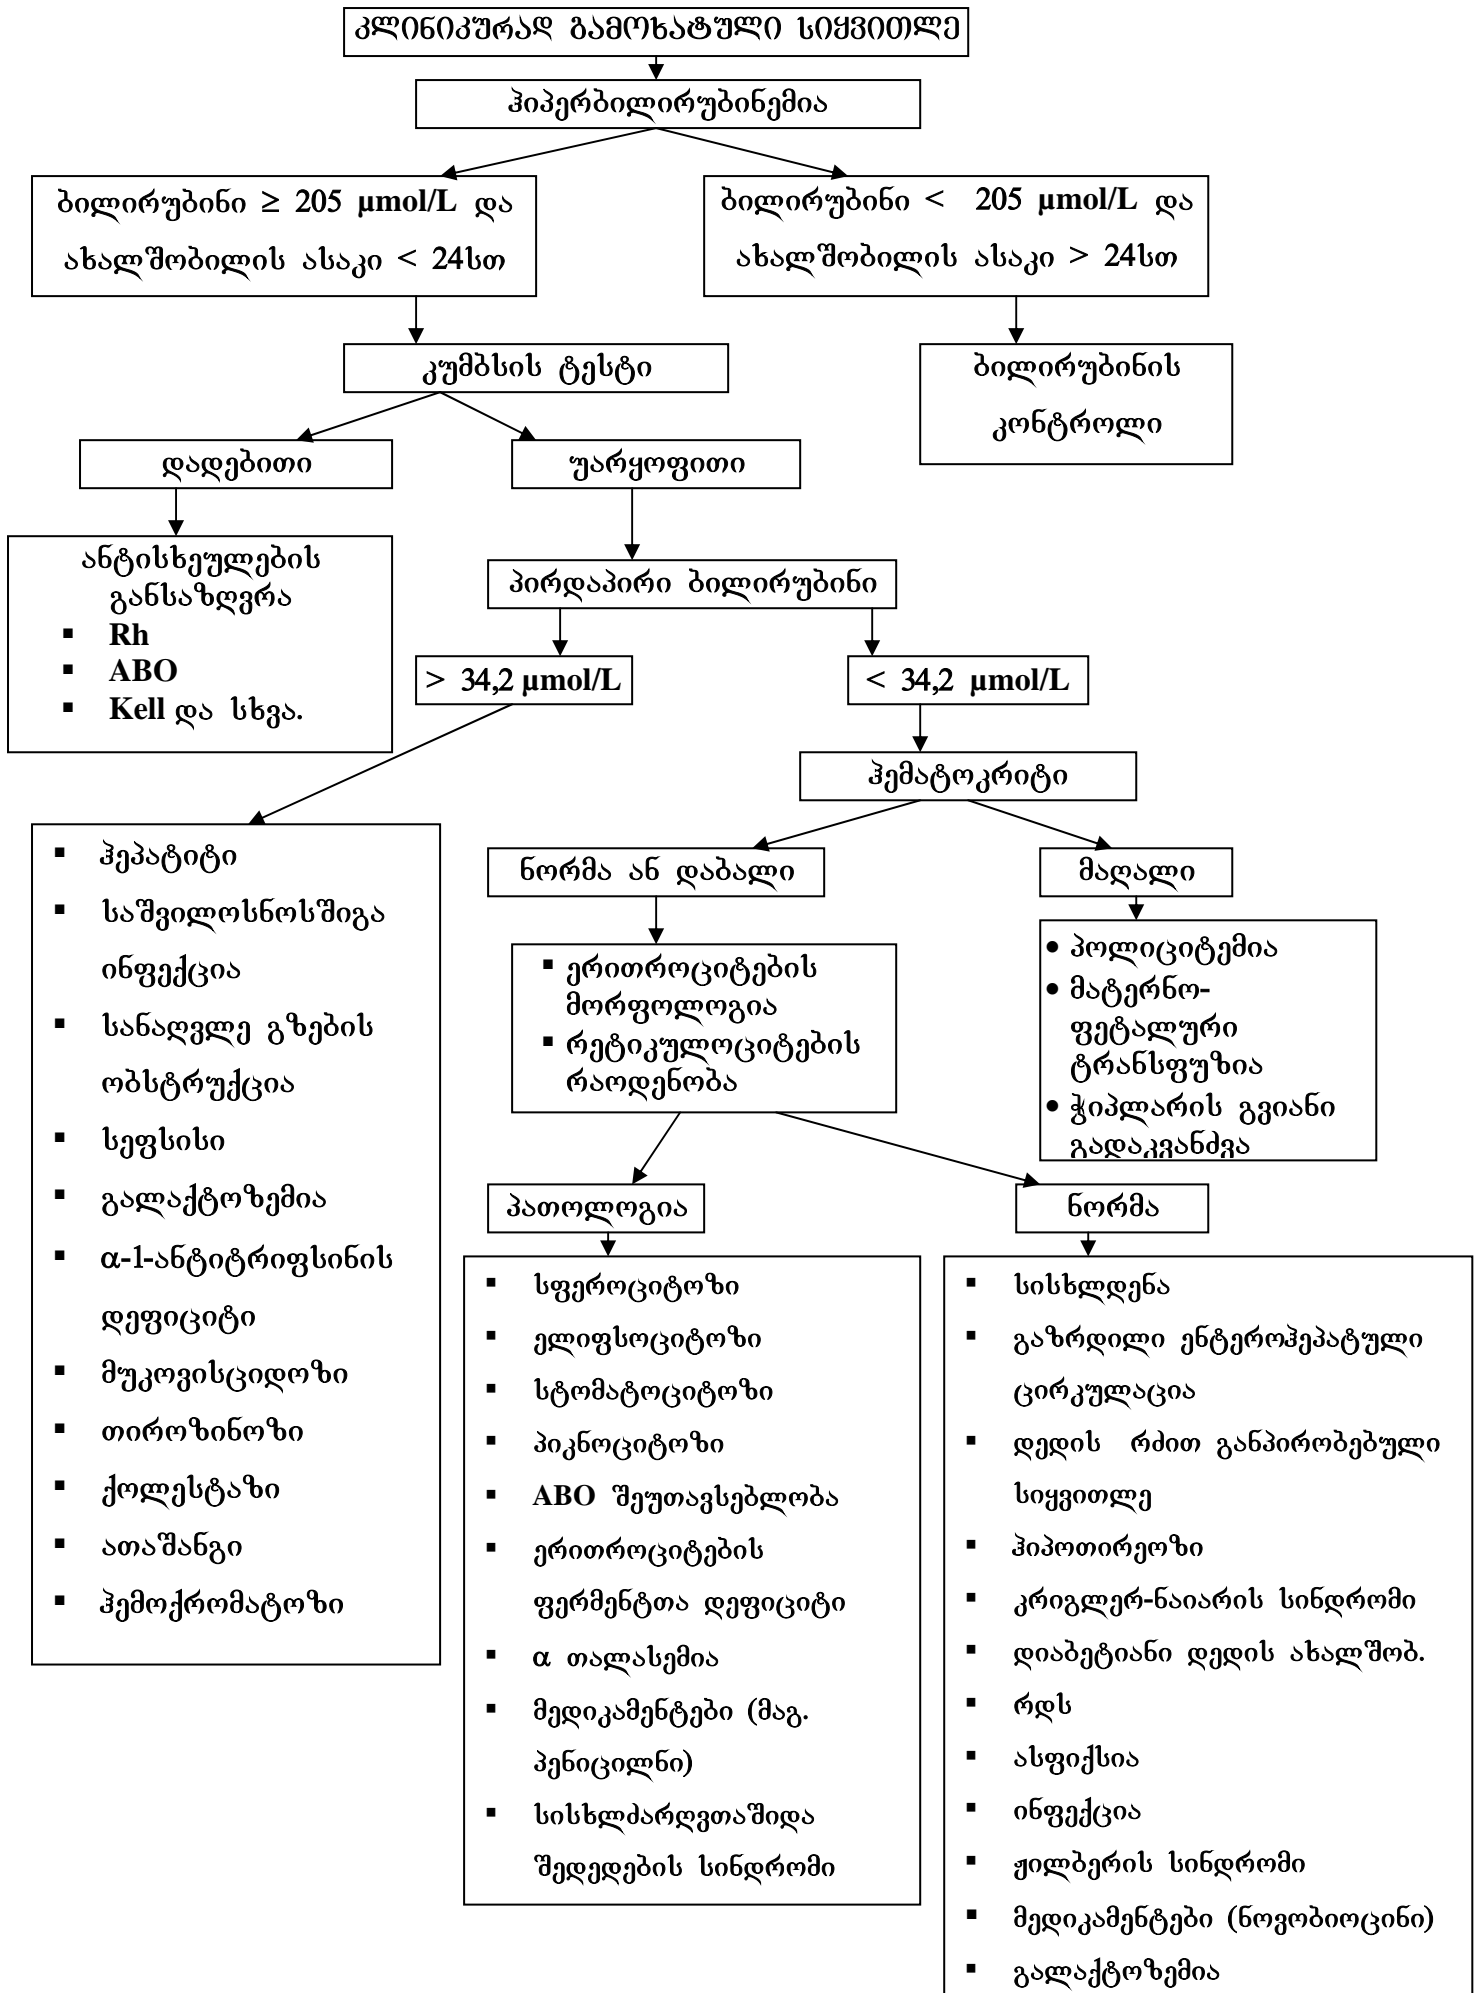 კლინიკურად გამოხატული სიყვითლე
ჰიპერბილირუბინემია
ბილირუბინი ≥ 205 µmol/L და
ახალშობილის ასაკი < 24სთ
ბილირუბინი < 205 µmol/L და
ახალშობილის ასაკი > 24სთ
კუმბსის ტესტი
ბილირუბინის
კონტროლი
დადებითი
უარყოფითი
ანტისხეულების
განსაზღვრა
▪ Rh
▪ ABO
▪ Kell და სხვა.
პირდაპირი ბილირუბინი
> 34,2 µmol/L
< 34,2 µmol/L
ჰემატოკრიტი
▪ ჰეპატიტი
▪ საშვილოსნოსშიგა
ინფექცია
▪ სანაღვლე გზების
ობსტრუქცია
▪ სეფსისი
▪ გალაქტოზემია
▪ α-1-ანტიტრიფსინის
დეფიციტი
▪ მუკოვისციდოზი
▪ თიროზინოზი
▪ ქოლესტაზი
▪ ათაშანგი
▪ ჰემოქრომატოზი
ნორმა ან დაბალი
მაღალი
▪ ერითროციტების
მორფოლოგია
▪ რეტიკულოციტების
რაოდენობა
• პოლიციტემია
• მატერნო-
ფეტალური
ტრანსფუზია
• ჭიპლარის გვიანი
გადაკვანძვა
პათოლოგია
ნორმა
▪ სფეროციტოზი
▪ ელიფსოციტოზი
▪ სტომატოციტოზი
▪ პიკნოციტოზი
▪ ABO შეუთავსებლობა
▪ ერითროციტების
ფერმენტთა დეფიციტი
▪ α თალასემია
▪ მედიკამენტები (მაგ.
პენიცილნი)
▪ სისხლძარღვთაშიდა
შედედების სინდრომი
▪ სისხლდენა
▪ გაზრდილი ენტეროჰეპატული
ცირკულაცია
▪ დედის რძით განპირობებული
სიყვითლე
▪ ჰიპოთირეოზი
▪ კრიგლერ-ნაიარის სინდრომი
▪ დიაბეტიანი დედის ახალშობ.
▪ რდს
▪ ასფიქსია
▪ ინფექცია
▪ ჟილბერის სინდრომი
▪ მედიკამენტები (ნოვობიოცინი)
▪ გალაქტოზემია